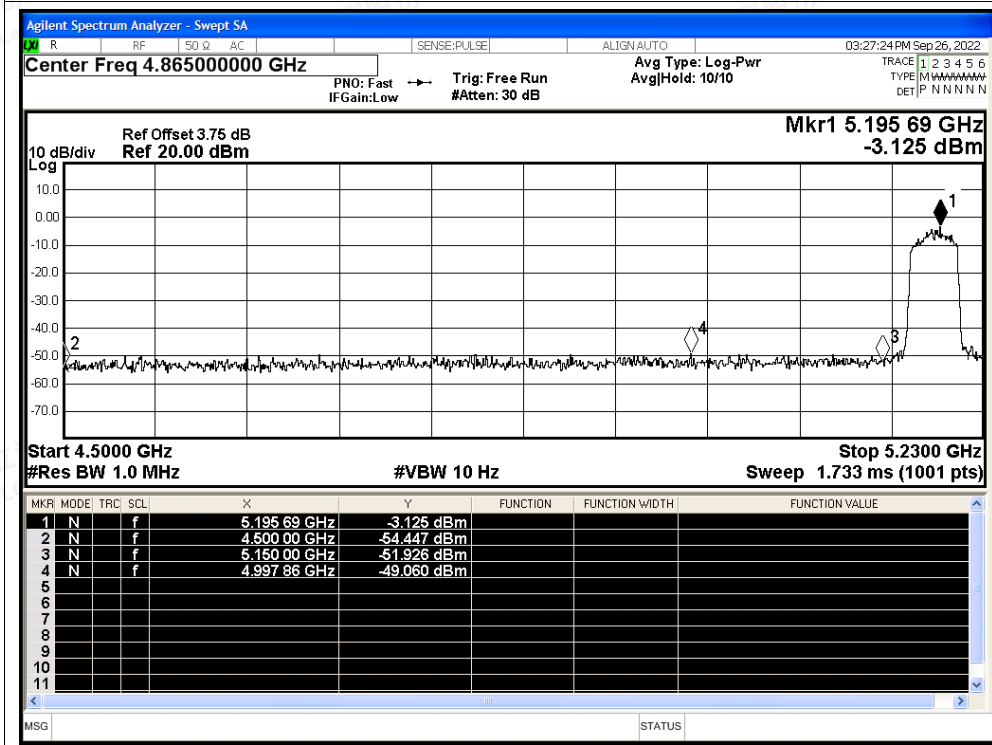 Agilent Spectrum Analyzer - Swept SA
LXI R RF 50 Ω AC SENSE:PULSE ALIGN AUTO 03:27:24 PM Sep 26, 2022
Center Freq 4.865000000 GHz
PNO: Fast
IFGain:Low
Trig: Free Run
#Atten: 30 dB
Avg Type: Log-Pwr
Avg|Hold: 10/10
TRACE 1 2 3 4 5 6
TYPE M
DET P N N N N N
Mkr1 5.195 69 GHz
-3.125 dBm
Ref Offset 3.75 dB
10 dB/div Ref 20.00 dBm
Log
10.0
0.00
-10.0
-20.0
-30.0
-40.0
-50.0
-60.0
-70.0
1
2
4
3
Start 4.5000 GHz Stop 5.2300 GHz
#Res BW 1.0 MHz #VBW 10 Hz Sweep 1.733 ms (1001 pts)
MKR MODE TRC SCL X Y FUNCTION FUNCTION WIDTH FUNCTION VALUE
1 N f 5.195 69 GHz -3.125 dBm
2 N f 4.500 00 GHz -54.447 dBm
3 N f 5.150 00 GHz -51.926 dBm
4 N f 4.997 86 GHz -49.060 dBm
5
6
7
8
9
10
11
MSG STATUS